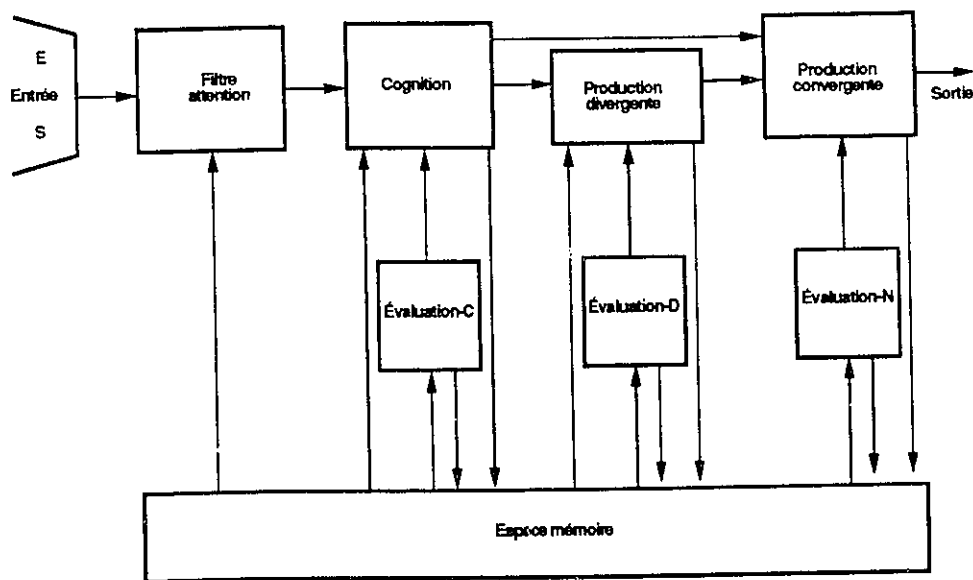 E
Entrée
S
Filtre
attention
Cognition
Production
divergente
Production
convergente
Sortie
Évaluation-C
Évaluation-D
Évaluation-N
Espace mémoire